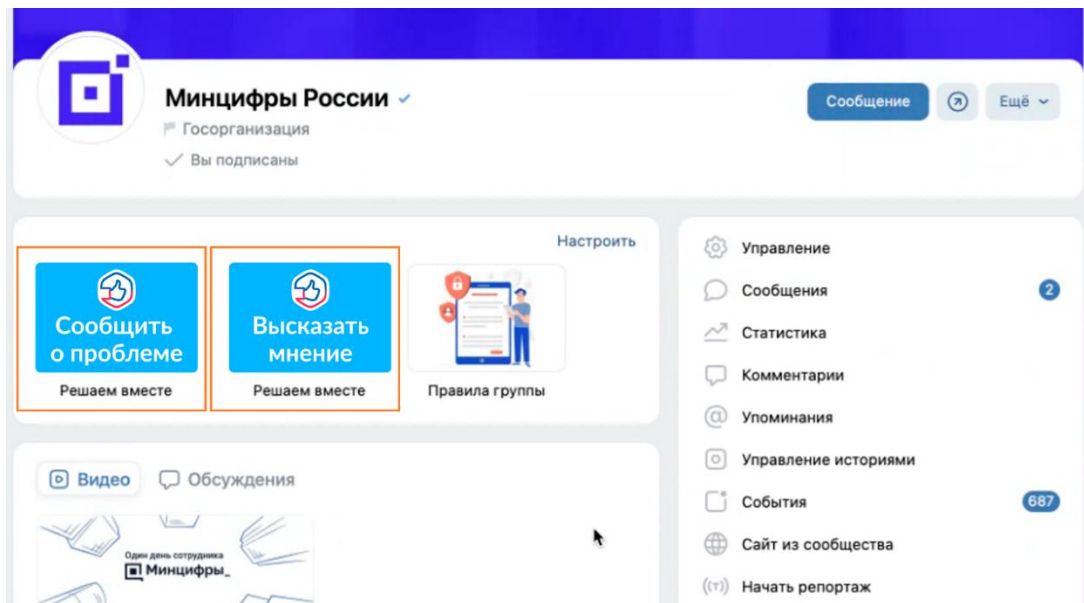 Минцифры России
Госорганизация
Вы подписаны
Сообщение
Ещё
Настроить
Сообщить
о проблеме
Решаем вместе
Высказать
мнение
Решаем вместе
Правила группы
Видео
Обсуждения
Один день сотрудника
Минцифры_
Управление
Сообщения
2
Статистика
Комментарии
@ Упоминания
Управление историями
События
687
Сайт из сообщества
((т)) Начать репортаж